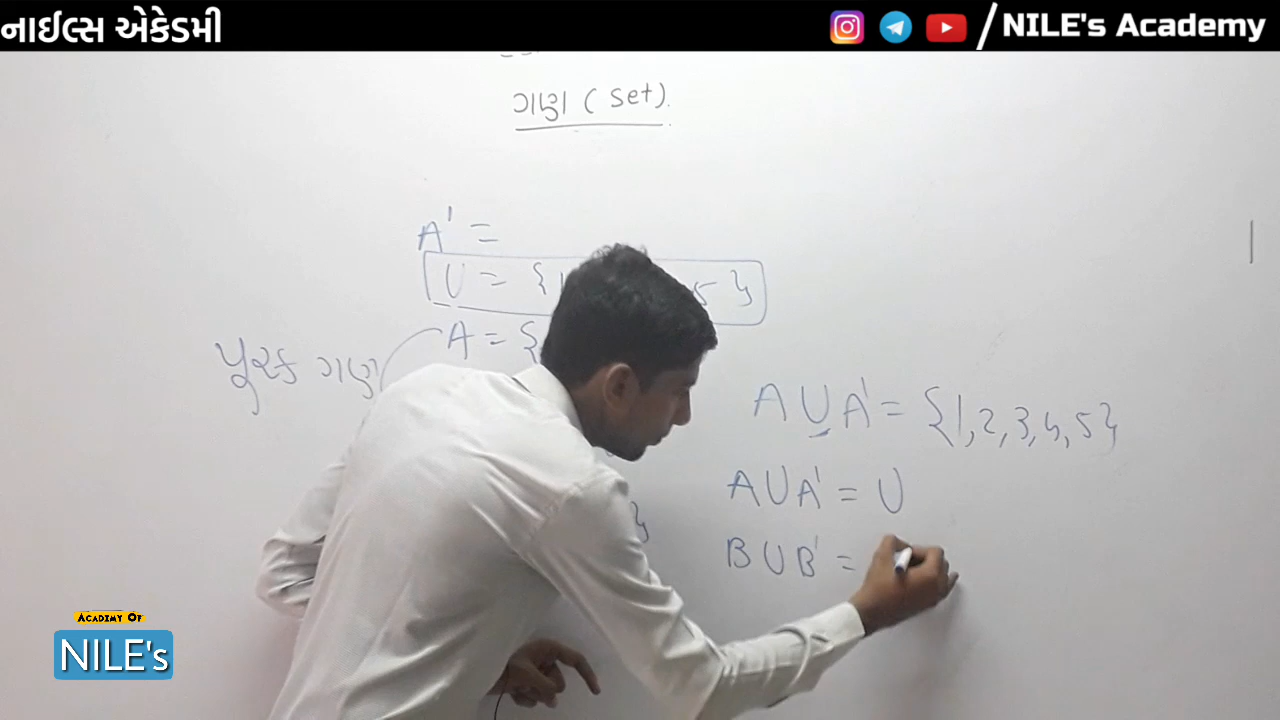 નાઈલ્સ એકેડમી
/NILE's Academy
ગણ ( set ).
A' =
U = {1 5 }
A = {
પૂરક ગણ
A U A' = {1, 2, 3, 4, 5}
A U A' = U
}
B U B' =
ACADEMY OF
NILE's